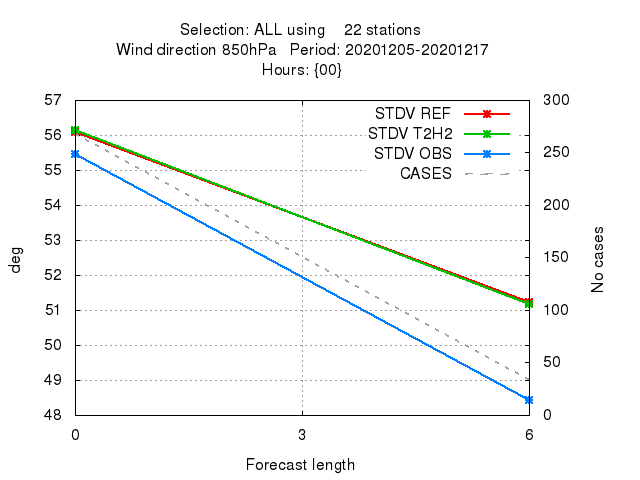 Selection: ALL using    22 stations
Wind direction 850hPa   Period: 20201205-20201217
Hours: {00}
57 300
STDV REF
STDV T2H2
STDV OBS
CASES
56
250
55
54 200
53
150
52
51 100
50
50
49
48 0
deg
No cases
0 3 6
Forecast length